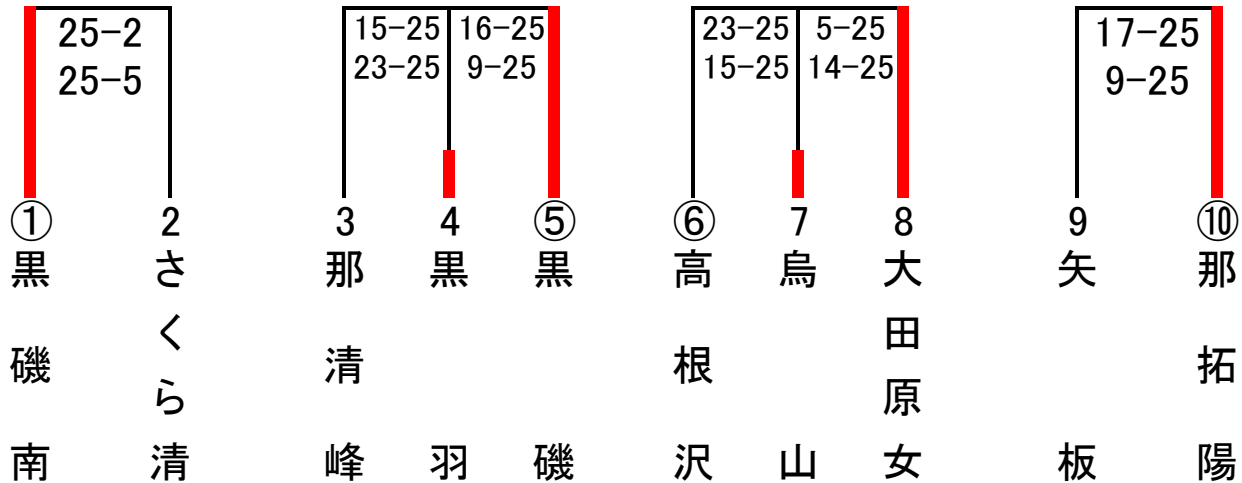 25-2
25-5
15-25
23-25
16-25
9-25
23-25
15-25
5-25
14-25
17-25
9-25
①
黒磯南
2
さくら清
3
那清峰
4
黒羽
⑤
黒磯
⑥
高根沢
7
烏山
8
大田原女
9
矢板
⑩
那拓陽